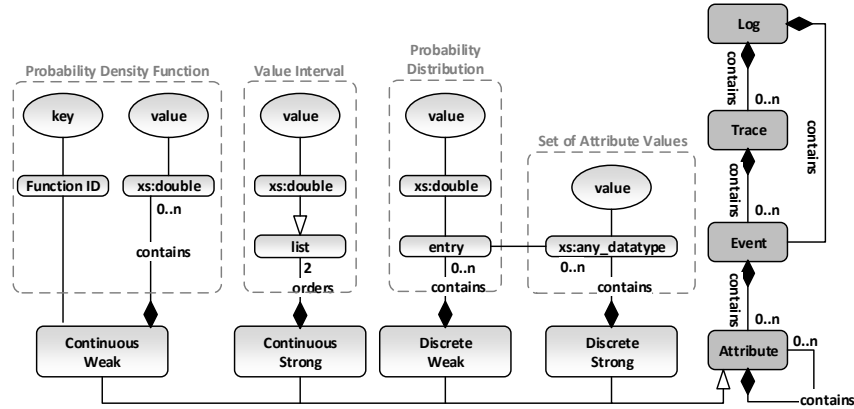 Probability Density Function
key
value
Function ID
xs:double
0..n
contains
Continuous
Weak
Value Interval
value
xs:double
list
2
orders
Continuous
Strong
Probability
Distribution
value
xs:double
entry
0..n
contains
Discrete
Weak
Set of Attribute Values
value
xs:any_datatype
0..n
contains
Discrete
Strong
Log
contains
0..n
Trace
contains
0..n
Event
contains
contains
0..n
Attribute
0..n
contains